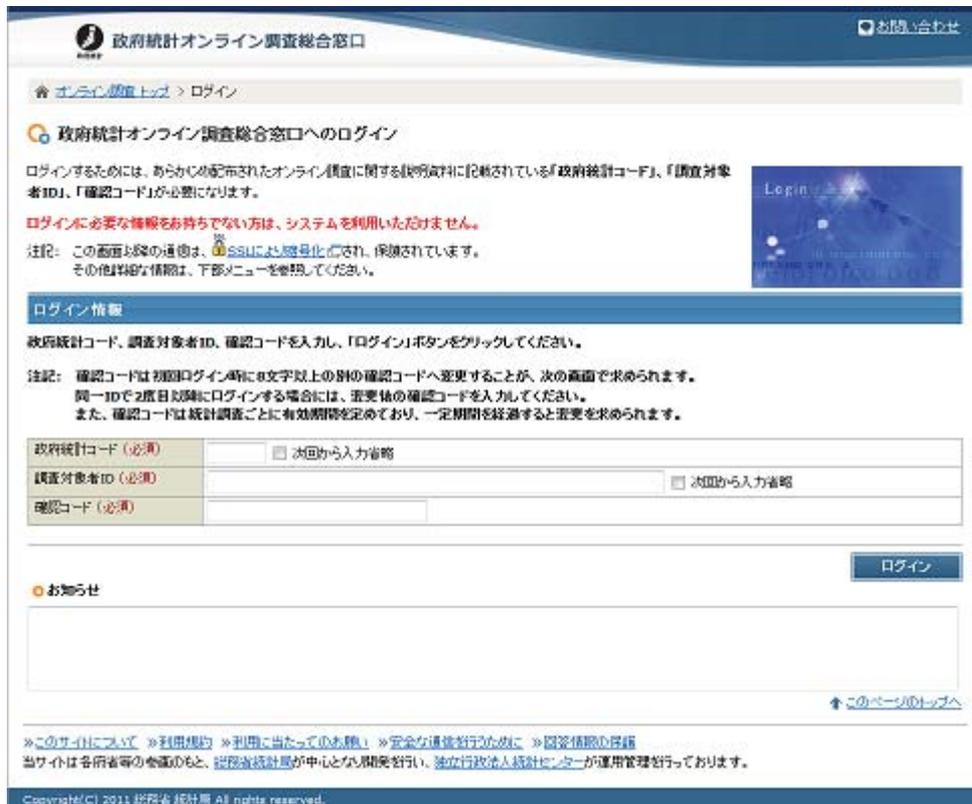 政府統計オンライン調査総合窓口
お問い合わせ
オンライン調査トップ > ログイン
政府統計オンライン調査総合窓口へのログイン
ログインするためには、あらかじめ配布されたオンライン調査に関する説明資料に記載されている「政府統計コード」、「調査対象
者ID」、「確認コード」が必要になります。
Login
ログインに必要な情報をお持ちでない方は、システムを利用いただけません。
注記: この画面以降の通信は、SSLにより暗号化され、保護されています。
その他詳細な情報は、下部メニューを参照してください。
ログイン情報
政府統計コード、調査対象者ID、確認コードを入力し、「ログイン」ボタンをクリックしてください。
注記: 確認コードは初回ログイン時に8文字以上の別の確認コードへ変更することが、次の画面で求められます。
同一IDで2度目以降にログインする場合には、変更後の確認コードを入力してください。
また、確認コードは統計調査ごとに有効期間を定めており、一定期間を経過すると変更を求められます。
政府統計コード(必須) 次回から入力省略
調査対象者ID(必須) 次回から入力省略
確認コード(必須)
ログイン
お知らせ
このページのトップへ
»このサイトについて »利用規約 »利用に当たってのお願い »安全な通信を行うために »回答情報の保護
当サイトは各府省等の参画のもと、総務省統計局が中心となり開発を行い、独立行政法人統計センターが運用管理を行っております。
Copyright(C) 2011 総務省 統計局 All rights reserved.